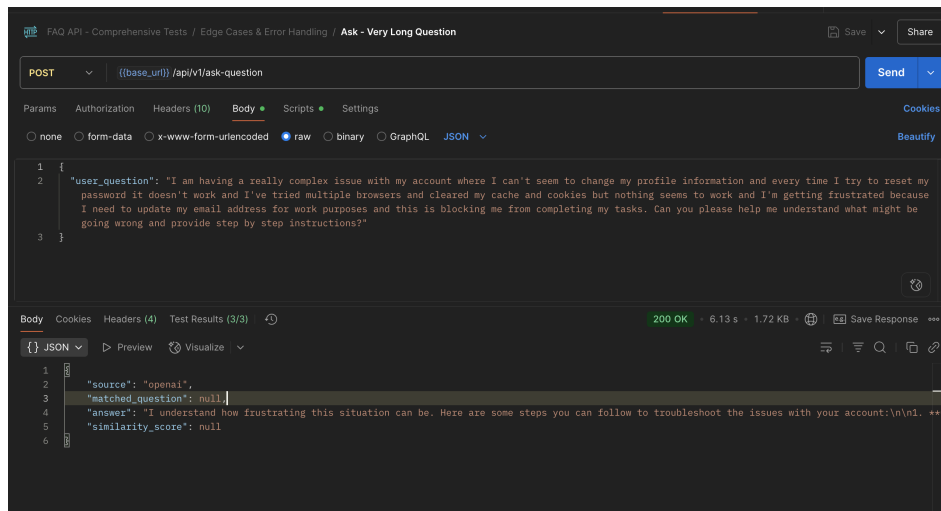 HTTP FAQ API - Comprehensive Tests / Edge Cases & Error Handling / Ask - Very Long Question Save Share
POST {{base_url}} /api/v1/ask-question Send
Params Authorization Headers (10) Body Scripts Settings Cookies
none form-data x-www-form-urlencoded raw binary GraphQL JSON Beautify
1 {
2 "user_question": "I am having a really complex issue with my account where I can't seem to change my profile information and every time I try to reset my
password it doesn't work and I've tried multiple browsers and cleared my cache and cookies but nothing seems to work and I'm getting frustrated because
I need to update my email address for work purposes and this is blocking me from completing my tasks. Can you please help me understand what might be
going wrong and provide step by step instructions?"
3 }
Body Cookies Headers (4) Test Results (3/3) 200 OK 6.13 s 1.72 KB Save Response
{} JSON Preview Visualize
1 {
2 "source": "openai",
3 "matched_question": null,
4 "answer": "I understand how frustrating this situation can be. Here are some steps you can follow to troubleshoot the issues with your account:\n\n1. **
5 "similarity_score": null
6 }